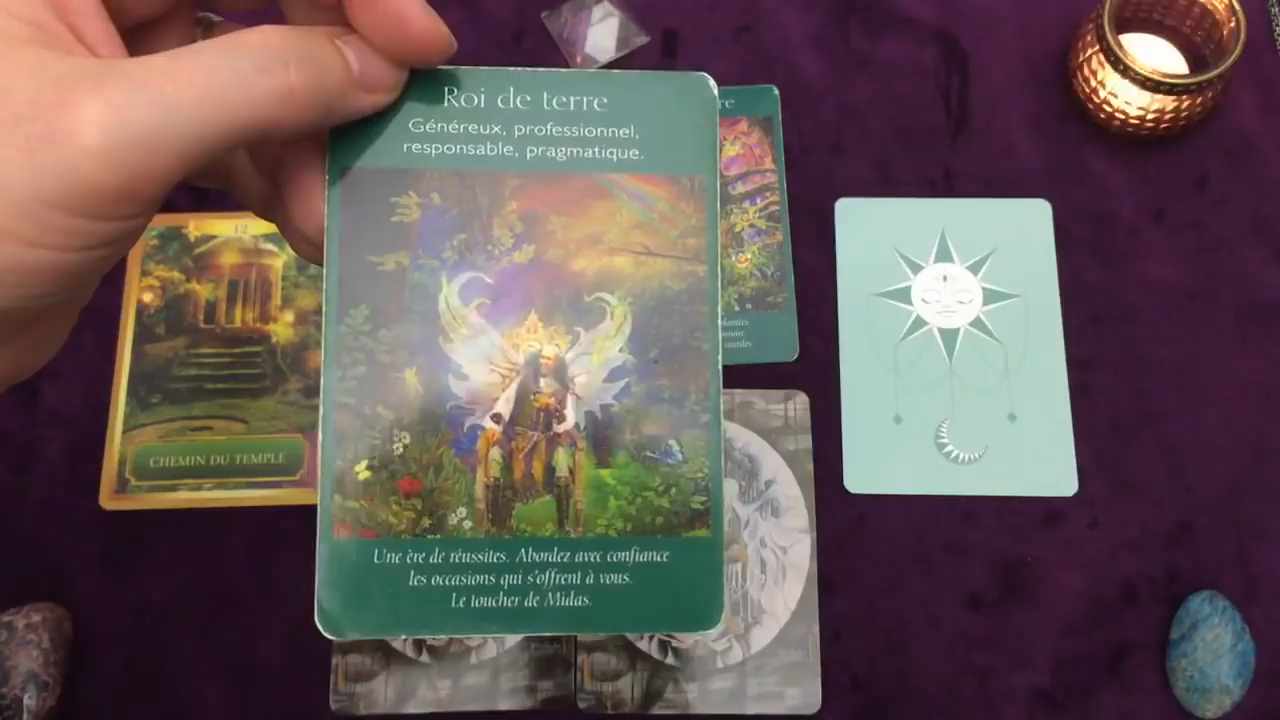 Roi de terre
Généreux, professionnel,
responsable, pragmatique.
Une ère de réussites. Abordez avec confiance
les occasions qui s'offrent à vous.
Le toucher de Midas.
12
CHEMIN DU TEMPLE